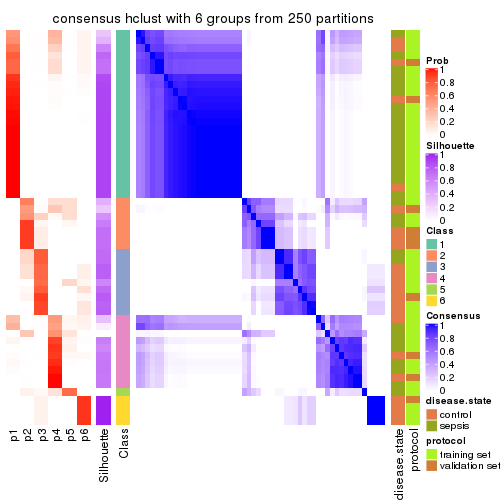 consensus hclust with 6 groups from 250 partitions
Prob
1
0.8
0.6
0.4
0.2
0
Silhouette
1
0.8
0.6
0.4
0.2
0
Class
1
2
3
4
5
6
Consensus
1
0.8
0.6
0.4
0.2
0
disease.state
control
sepsis
protocol
training set
validation set
p1
p2
p3
p4
p5
p6
Silhouette
Class
disease.state
protocol